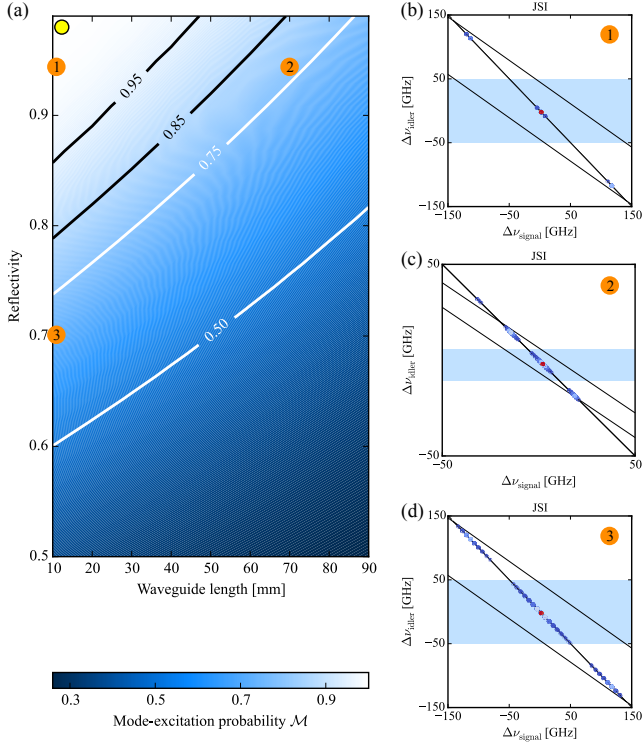 (a)
Reflectivity
0.9
0.8
0.7
0.6
0.5
1
2
3
0.95
0.85
0.75
0.50
10 20 30 40 50 60 70 80 90
Waveguide length [mm]
0.3 0.5 0.7 0.9
Mode-excitation probability ℳ
(b)
JSI
1
Δν_idler [GHz]
150
50
−50
−150
−150 −50 50 150
Δν_signal [GHz]
(c)
JSI
2
Δν_idler [GHz]
50
−50
−50 50
Δν_signal [GHz]
(d)
JSI
3
Δν_idler [GHz]
150
50
−50
−150
−150 −50 50 150
Δν_signal [GHz]